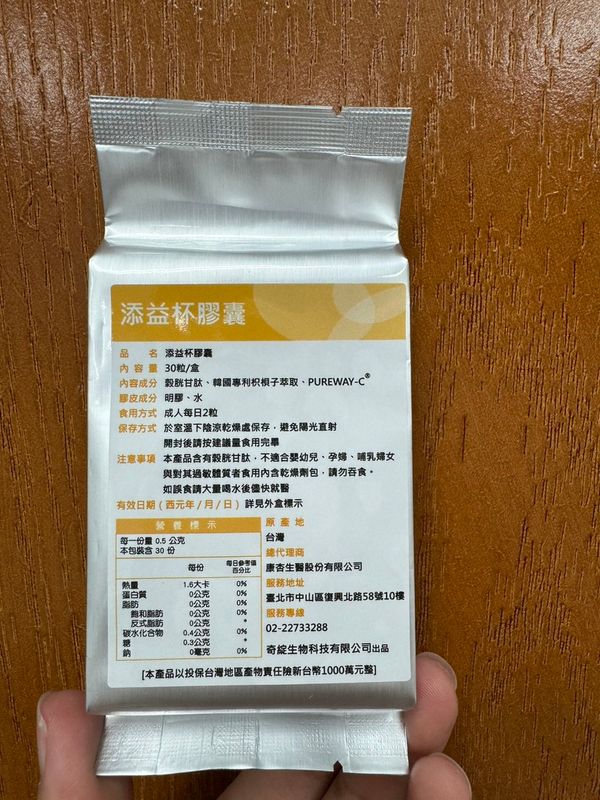 添益杯膠囊
品 名 添益杯膠囊
內 容 量 30粒/盒
內容成分 穀胱甘肽、韓國專利枳椇子萃取、PUREWAY-C®
膠皮成分 明膠、水
食用方式 成人每日2粒
保存方式 於室溫下陰涼乾燥處保存，避免陽光直射
開封後請按建議量食用完畢
注意事項 本產品含有穀胱甘肽，不適合嬰幼兒、孕婦、哺乳婦女
與對其過敏體質者食用內含乾燥劑包，請勿吞食。
如誤食請大量喝水後儘快就醫
有效日期（西元年/月/日）詳見外盒標示
營 養 標 示
每一份量 0.5 公克
本包裝含 30 份
每份 每日參考值百分比
熱量 1.6大卡 0%
蛋白質 0公克 0%
脂肪 0公克 0%
飽和脂肪 0公克 0%
反式脂肪 0公克 *
碳水化合物 0.4公克 0%
糖 0.3公克 *
鈉 0毫克 0%
原 產 地
台灣
總代理商
康杏生醫股份有限公司
服務地址
臺北市中山區復興北路58號10樓
服務專線
02-22733288
奇綻生物科技有限公司出品
[本產品以投保台灣地區產物責任險新台幣1000萬元整]